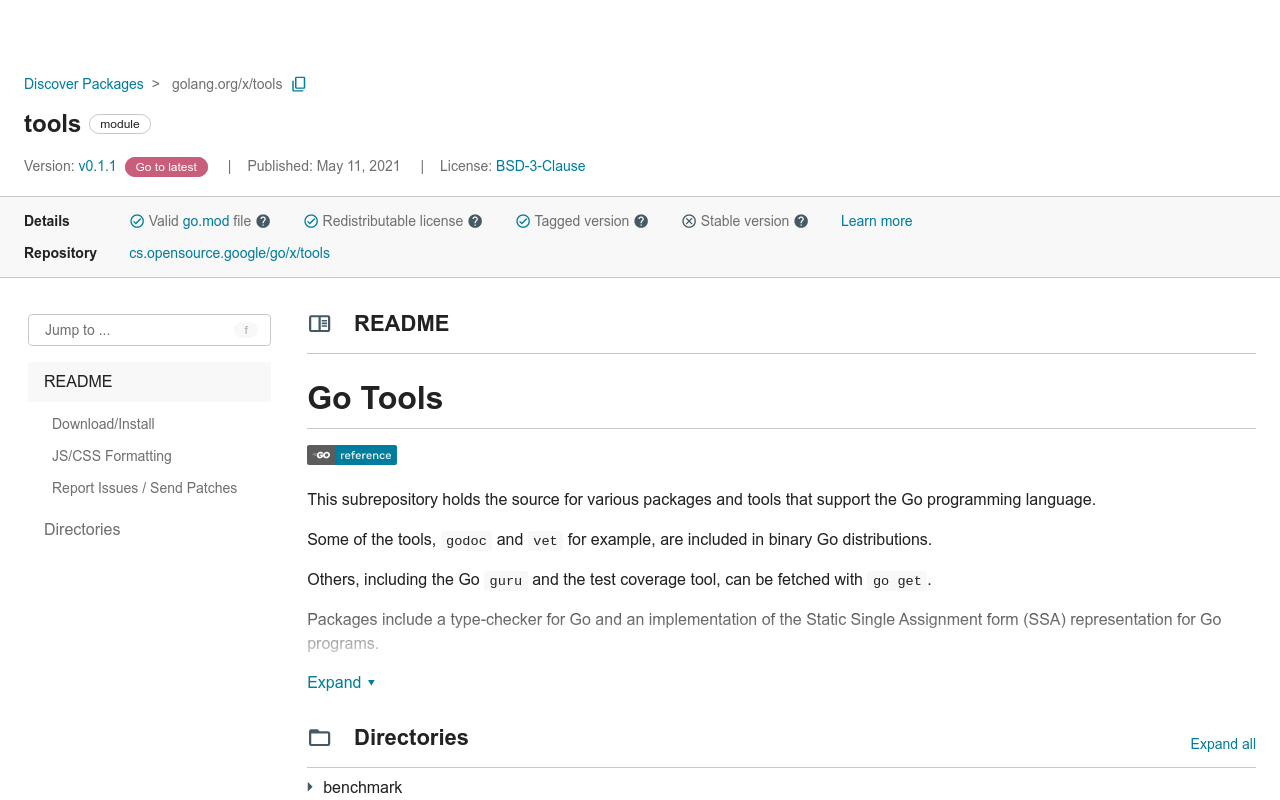 Discover Packages > golang.org/x/tools
tools module
Version: v0.1.1 Go to latest | Published: May 11, 2021 | License: BSD-3-Clause
Details Valid go.mod file ? Redistributable license ? Tagged version ? Stable version ? Learn more
Repository cs.opensource.google/go/x/tools
Jump to ... f
README
Download/Install
JS/CSS Formatting
Report Issues / Send Patches
Directories
README
Go Tools
GO reference
This subrepository holds the source for various packages and tools that support the Go programming language.
Some of the tools, godoc and vet for example, are included in binary Go distributions.
Others, including the Go guru and the test coverage tool, can be fetched with go get.
Packages include a type-checker for Go and an implementation of the Static Single Assignment form (SSA) representation for Go
programs.
Expand
Directories
Expand all
benchmark